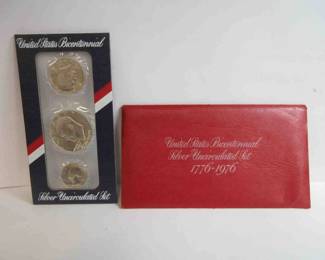 United States Bicentennial
Silver Uncirculated Set
United States Bicentennial
Silver Uncirculated Set
1776-1976